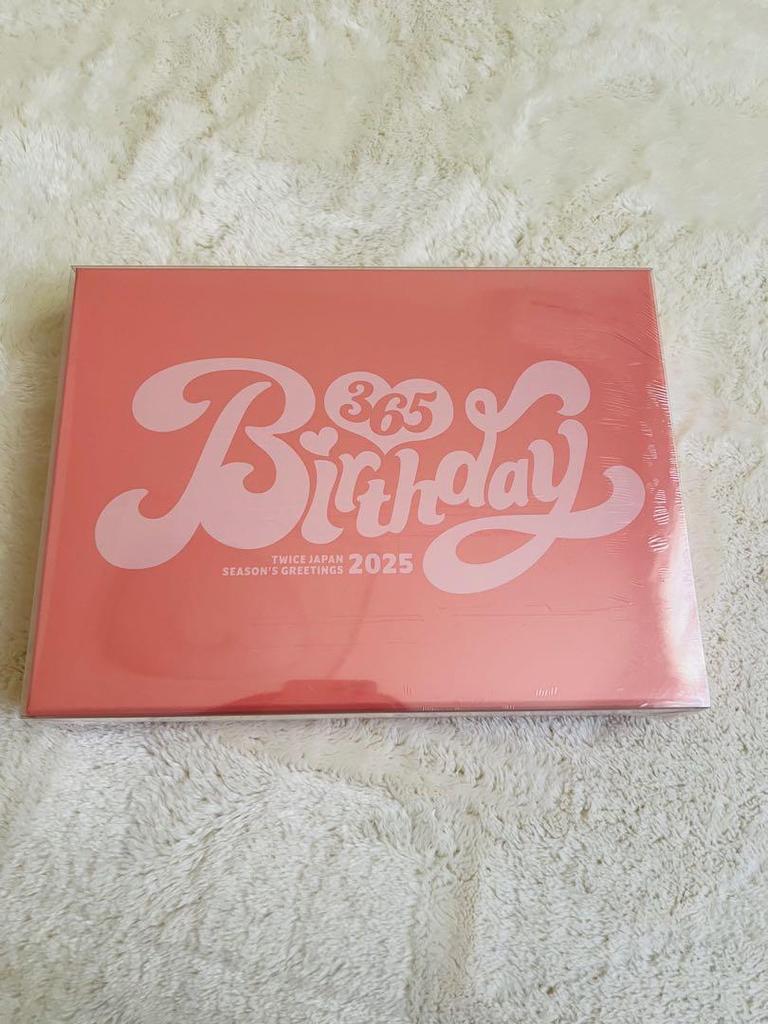 365
Birthday
TWICE JAPAN
SEASON'S GREETINGS 2025